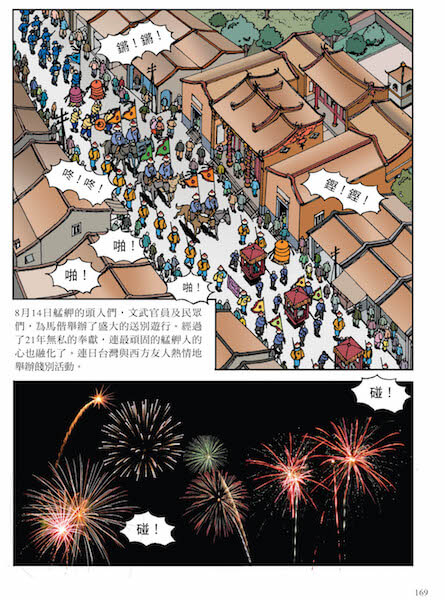 鏘！鏘！
咚！咚！
鏗！鏗！
啪！
啪！
8月14日艋舺的頭人們，文武官員及民眾
們，為馬偕舉辦了盛大的送別遊行。經過
了21年無私的奉獻，連最頑固的艋舺人的
心也融化了。連日台灣與西方友人熱情地
舉辦餞別活動。
碰！
碰！
169